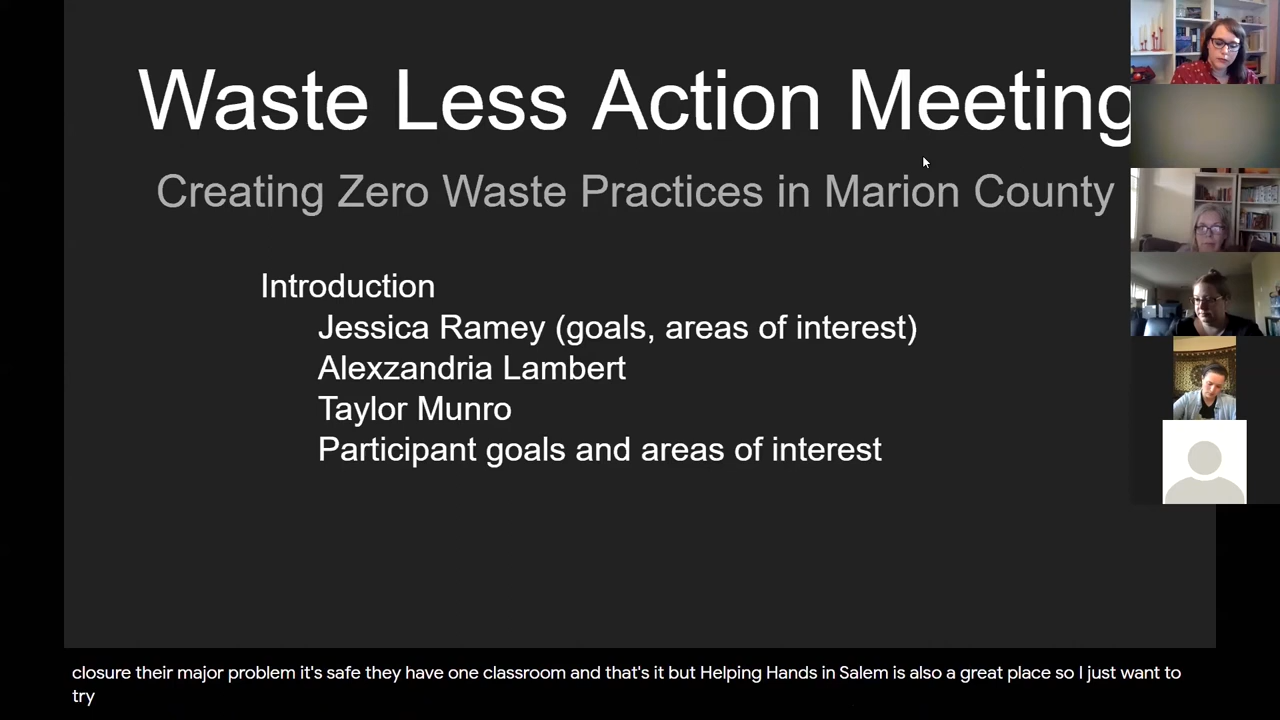 Waste Less Action Meeting
Creating Zero Waste Practices in Marion County
Introduction
Jessica Ramey (goals, areas of interest)
Alexzandria Lambert
Taylor Munro
Participant goals and areas of interest
closure their major problem it's safe they have one classroom and that's it but Helping Hands in Salem is also a great place so I just want to
try